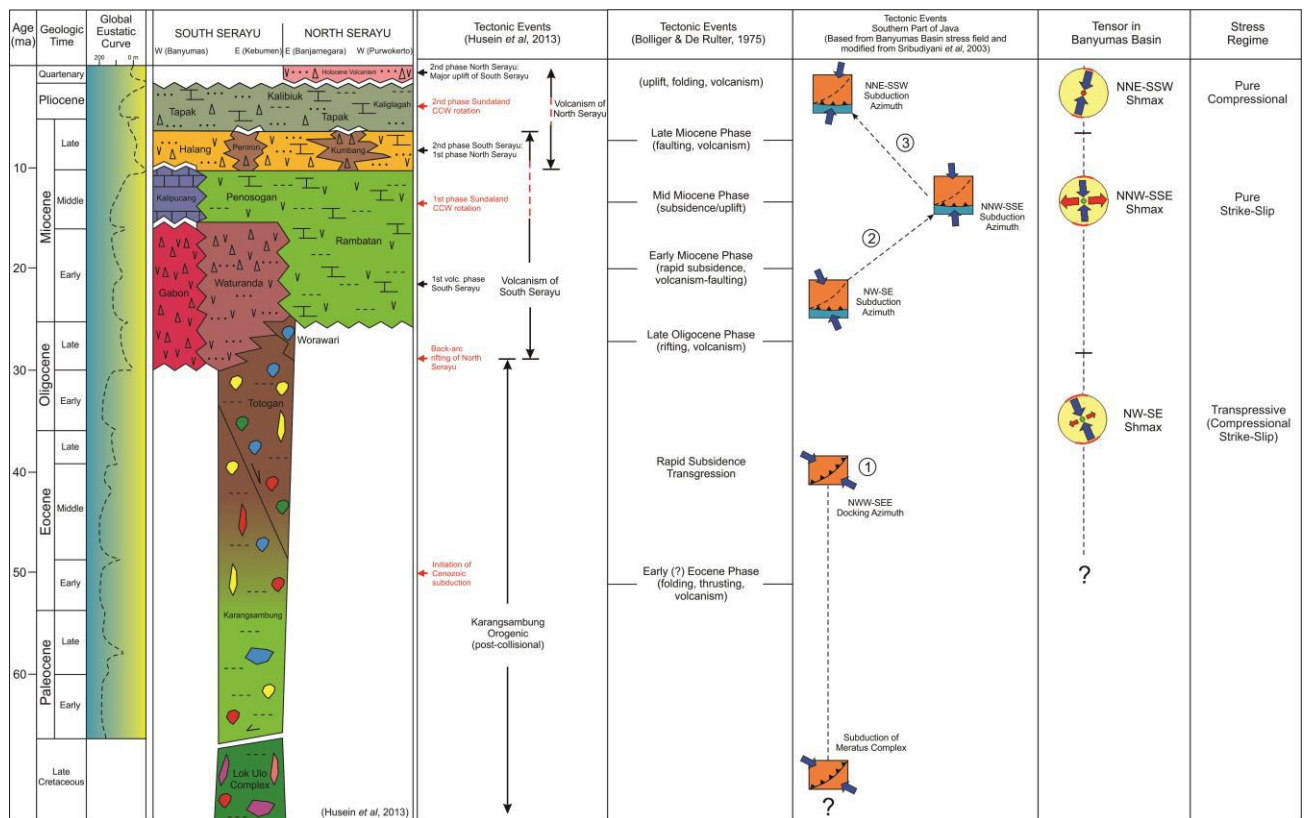 Age
(ma)
Geologic
Time
Global
Eustatic
Curve
200
0 m
SOUTH SERAYU
W (Banyumas)
E (Kebumen)
NORTH SERAYU
E (Banjarnegara)
W (Purwokerto)
Tectonic Events
(Husein et al, 2013)
Tectonic Events
(Bolliger & De Rulter, 1975)
Tectonic Events
Southern Part of Java
(Based from Banyumas Basin stress field and
modified from Sribudiyani et al, 2003)
Tensor in
Banyumas Basin
Stress
Regime
10
20
30
40
50
60
Quarternary
Pliocene
Miocene
Late
Middle
Early
Oligocene
Late
Early
Eocene
Late
Middle
Early
Paleocene
Late
Early
Late
Cretaceous
Holocene Volcanism
Kalibiuk
Kaliglagah
Tapak
Tapak
Halang
Peniron
Kumbang
Kalipucang
Penosogan
Rambatan
Gabon
Waturanda
Worawari
Totogan
Karangsambung
Lok Ulo
Complex
(Husein et al, 2013)
2nd phase North Serayu:
Major uplift of South Serayu
2nd phase Sundaland
CCW rotation
Volcanism of
North Serayu
2nd phase South Serayu:
1st phase North Serayu
1st phase Sundaland
CCW rotation
1st volc. phase
South Serayu
Volcanism of
South Serayu
Back-arc
rifting of North
Serayu
Initiation of
Cenozoic
subduction
Karangsambung
Orogenic
(post-collisional)
(uplift, folding, volcanism)
Late Miocene Phase
(faulting, volcanism)
Mid Miocene Phase
(subsidence/uplift)
Early Miocene Phase
(rapid subsidence,
volcanism-faulting)
Late Oligocene Phase
(rifting, volcanism)
Rapid Subsidence
Transgression
Early (?) Eocene Phase
(folding, thrusting,
volcanism)
NNE-SSW
Subduction
Azimuth
3
NNW-SSE
Subduction
Azimuth
2
NW-SE
Subduction
Azimuth
1
NWW-SEE
Docking Azimuth
Subduction of
Meratus Complex
?
NNE-SSW
Shmax
NNW-SSE
Shmax
NW-SE
Shmax
?
Pure
Compressional
Pure
Strike-Slip
Transpressive
(Compressional
Strike-Slip)